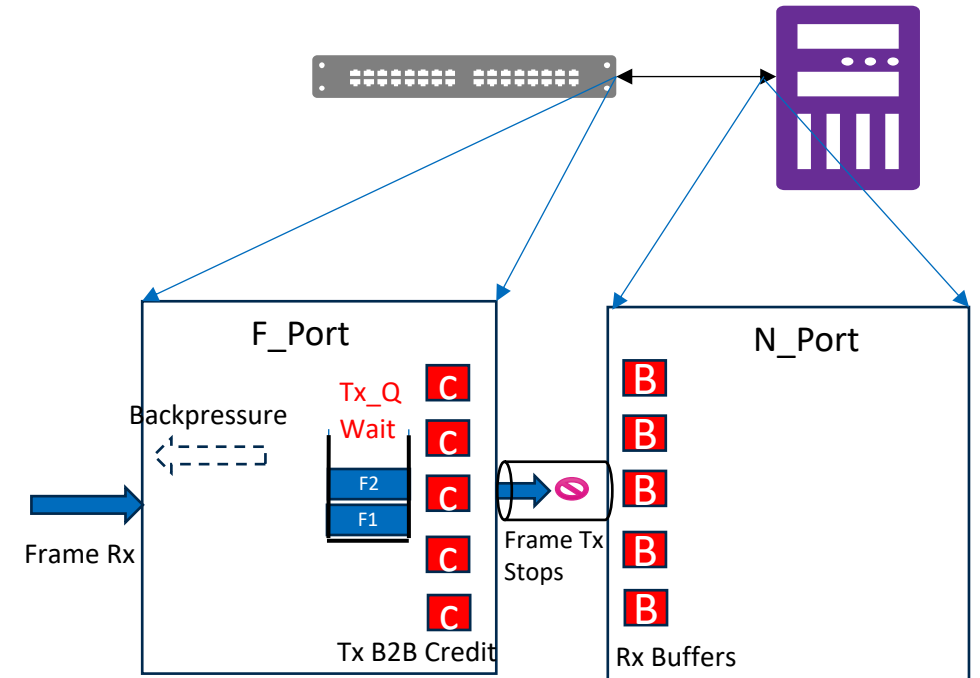 F_Port
N_Port
Tx_Q
Wait
Backpressure
F2
F1
C
C
C
C
C
B
B
B
B
B
Frame Rx
Frame Tx
Stops
Tx B2B Credit
Rx Buffers